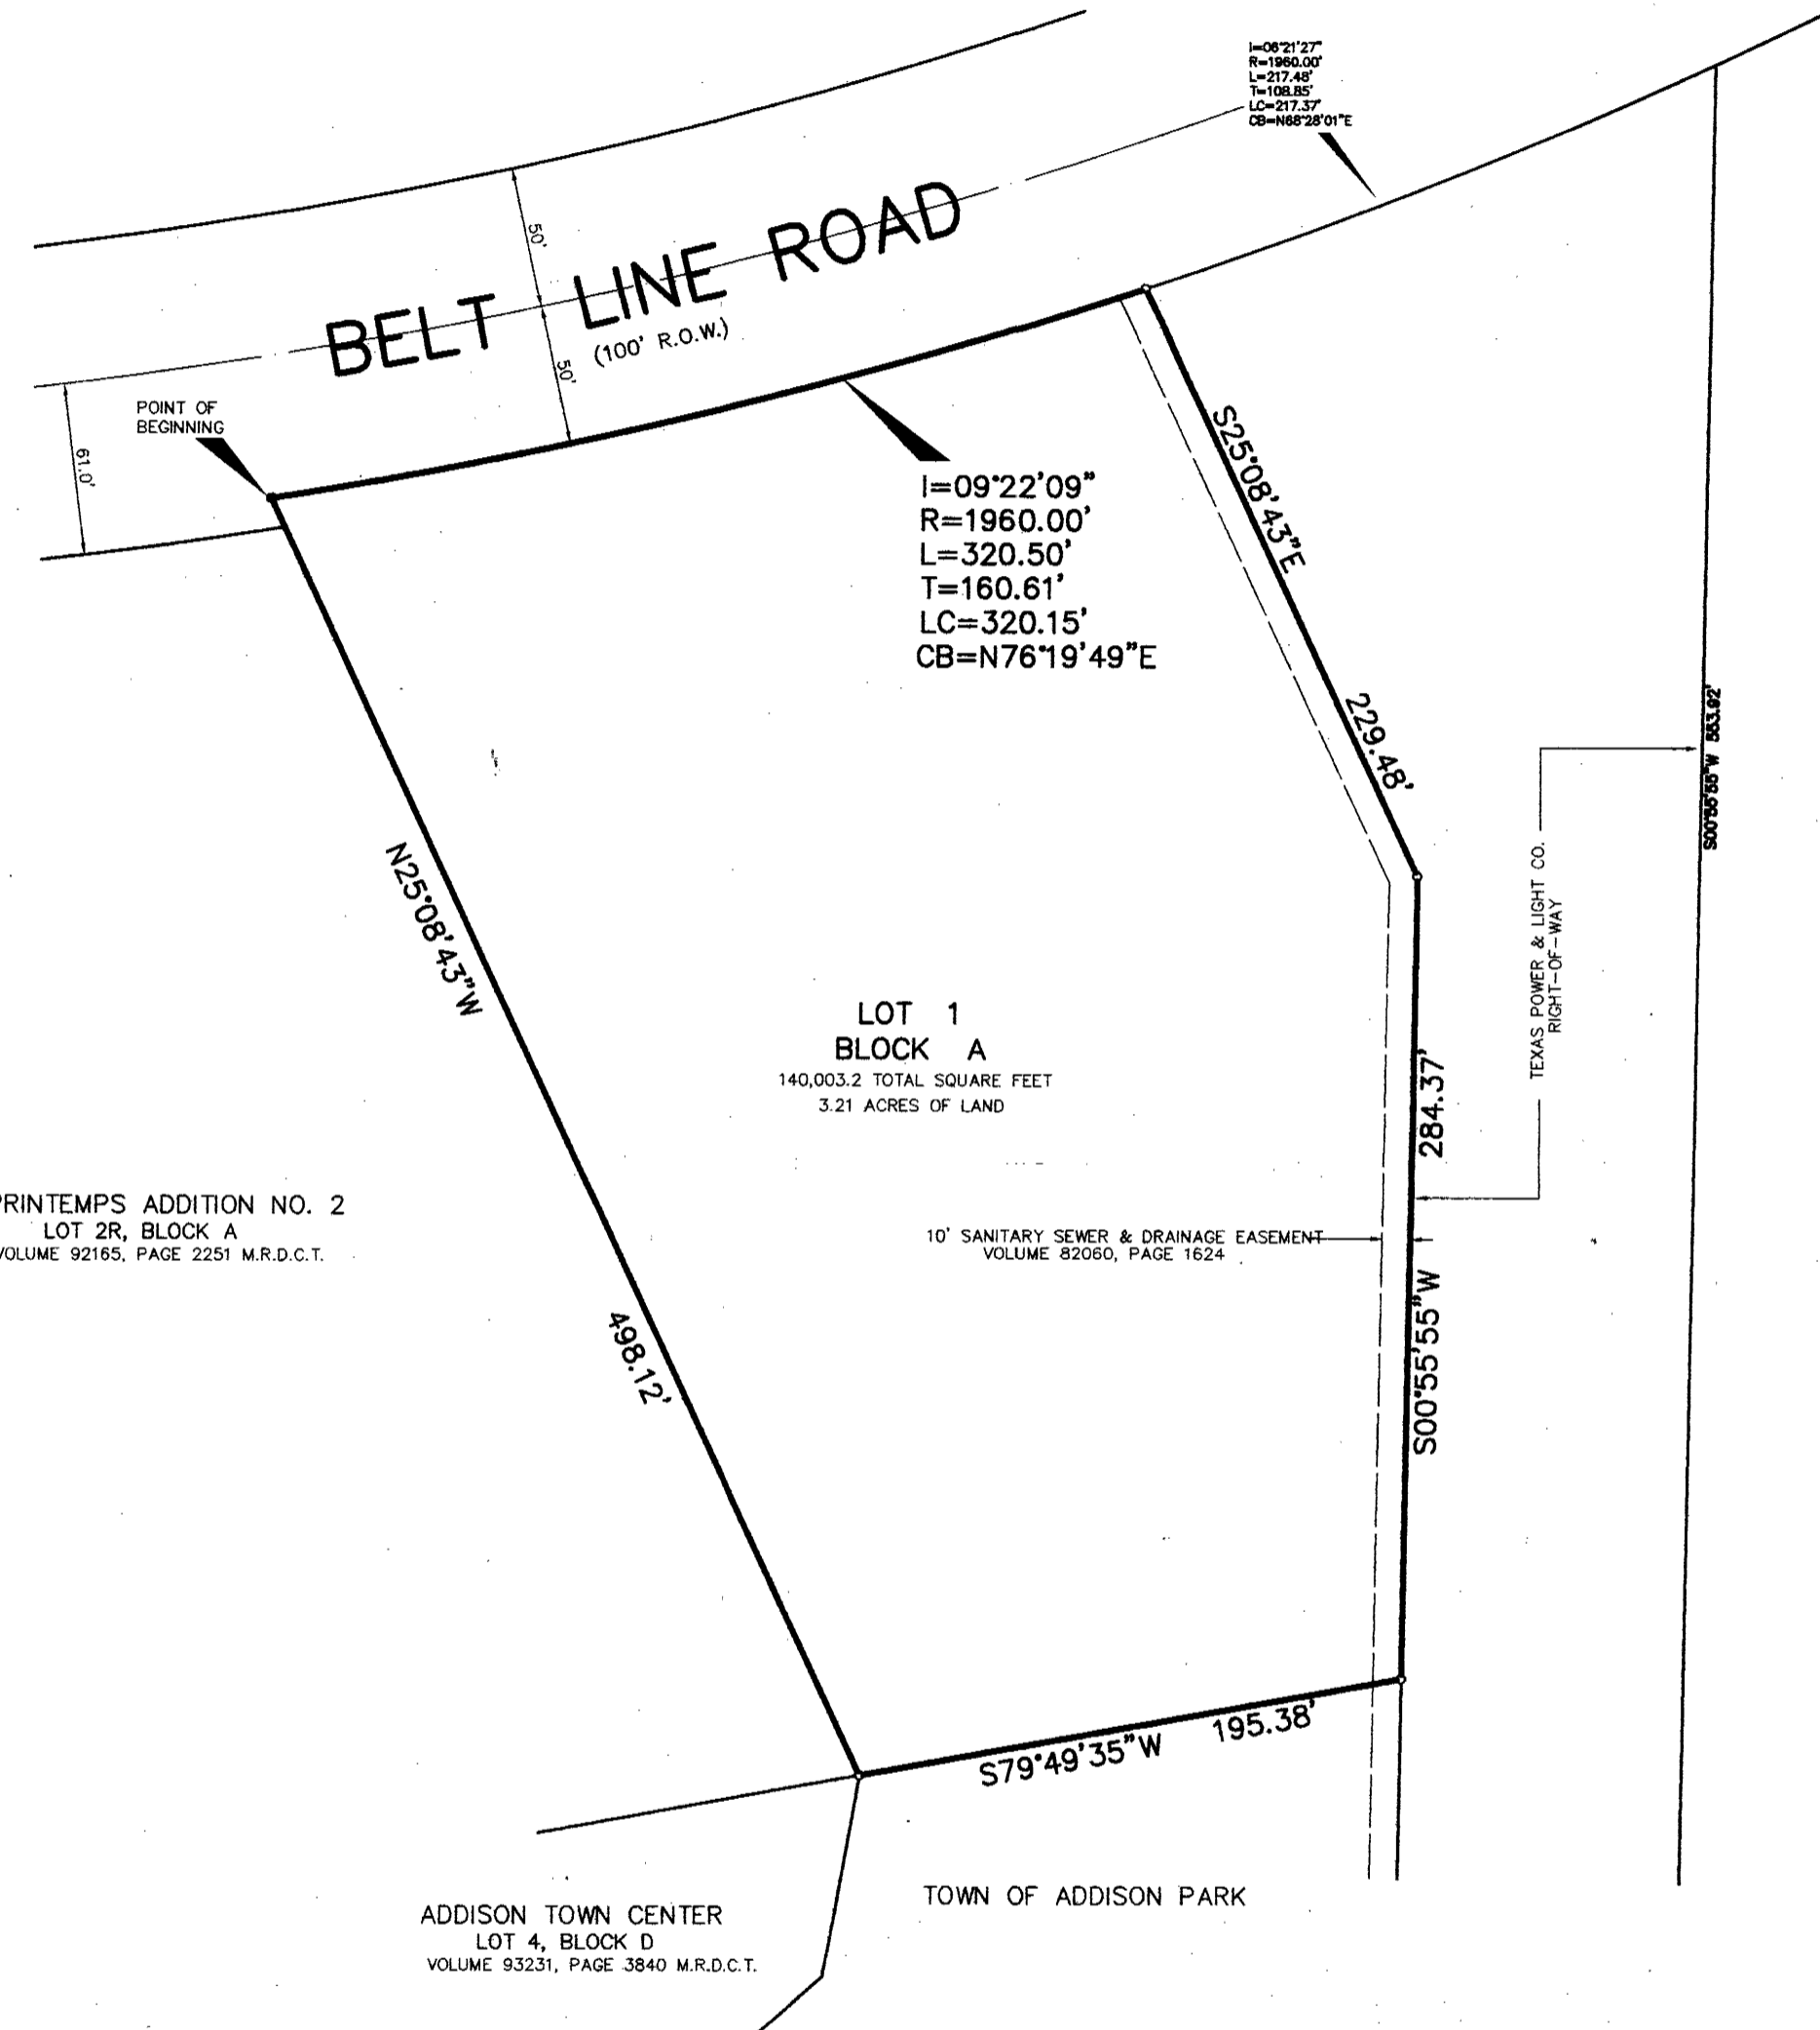 I=06°21'27"
R=1960.00'
L=217.48'
T=108.85'
LC=217.37'
CB=N68°28'01"E
BELT LINE ROAD
(100' R.O.W.)
50'
50'
61.0'
POINT OF
BEGINNING
I=09°22'09"
R=1960.00'
L=320.50'
T=160.61'
LC=320.15'
CB=N76°19'49"E
S25°08'43"E
229.48'
S00°55'55"W 553.92'
TEXAS POWER & LIGHT CO.
RIGHT-OF-WAY
N25°08'43"W
498.12'
LOT 1
BLOCK A
140,003.2 TOTAL SQUARE FEET
3.21 ACRES OF LAND
284.37'
S00°55'55"W
PRINTEMPS ADDITION NO. 2
LOT 2R, BLOCK A
VOLUME 92165, PAGE 2251 M.R.D.C.T.
10' SANITARY SEWER & DRAINAGE EASEMENT
VOLUME 82060, PAGE 1624
S79°49'35"W 195.38'
TOWN OF ADDISON PARK
ADDISON TOWN CENTER
LOT 4, BLOCK D
VOLUME 93231, PAGE 3840 M.R.D.C.T.